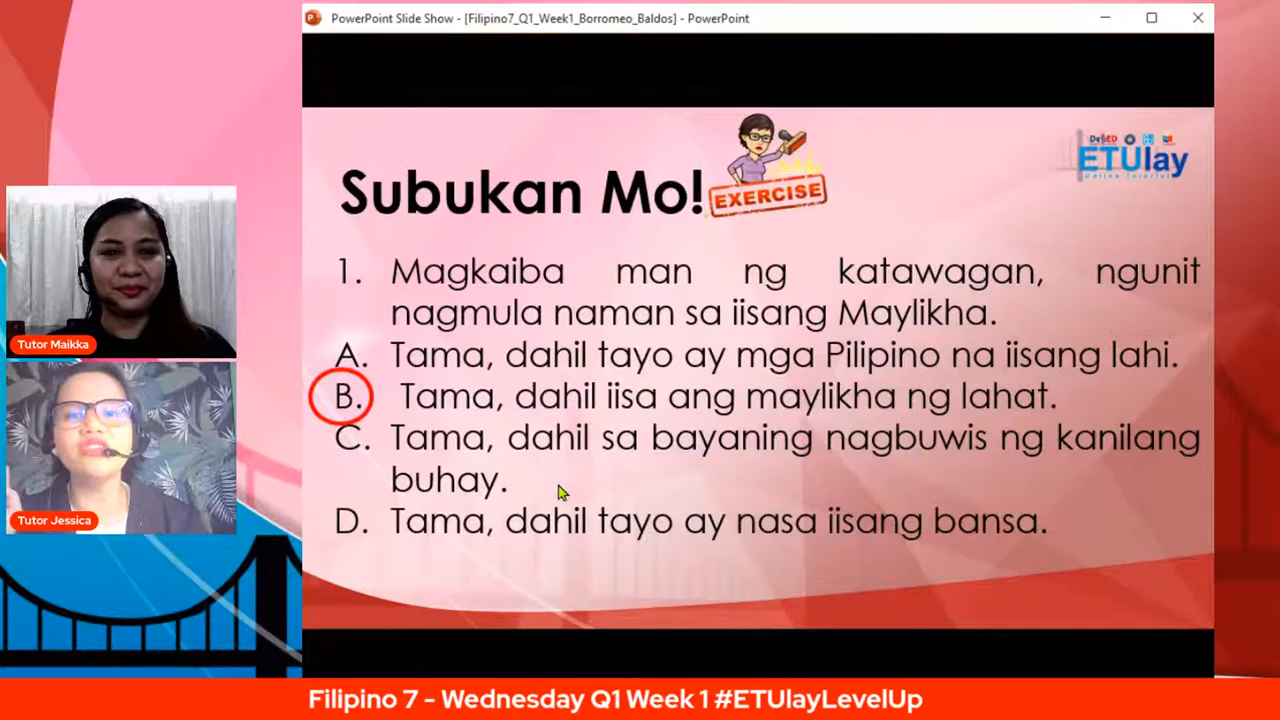 PowerPoint Slide Show - [Filipino7_Q1_Week1_Borromeo_Baldos] - PowerPoint
DepED
ETUlay
Online Tutorial
Subukan Mo!
EXERCISE
1. Magkaiba man ng katawagan, ngunit
nagmula naman sa iisang Maylikha.
A. Tama, dahil tayo ay mga Pilipino na iisang lahi.
B. Tama, dahil iisa ang maylikha ng lahat.
C. Tama, dahil sa bayaning nagbuwis ng kanilang
buhay.
D. Tama, dahil tayo ay nasa iisang bansa.
Tutor Maikka
Tutor Jessica
Filipino 7 - Wednesday Q1 Week 1 #ETUlayLevelUp